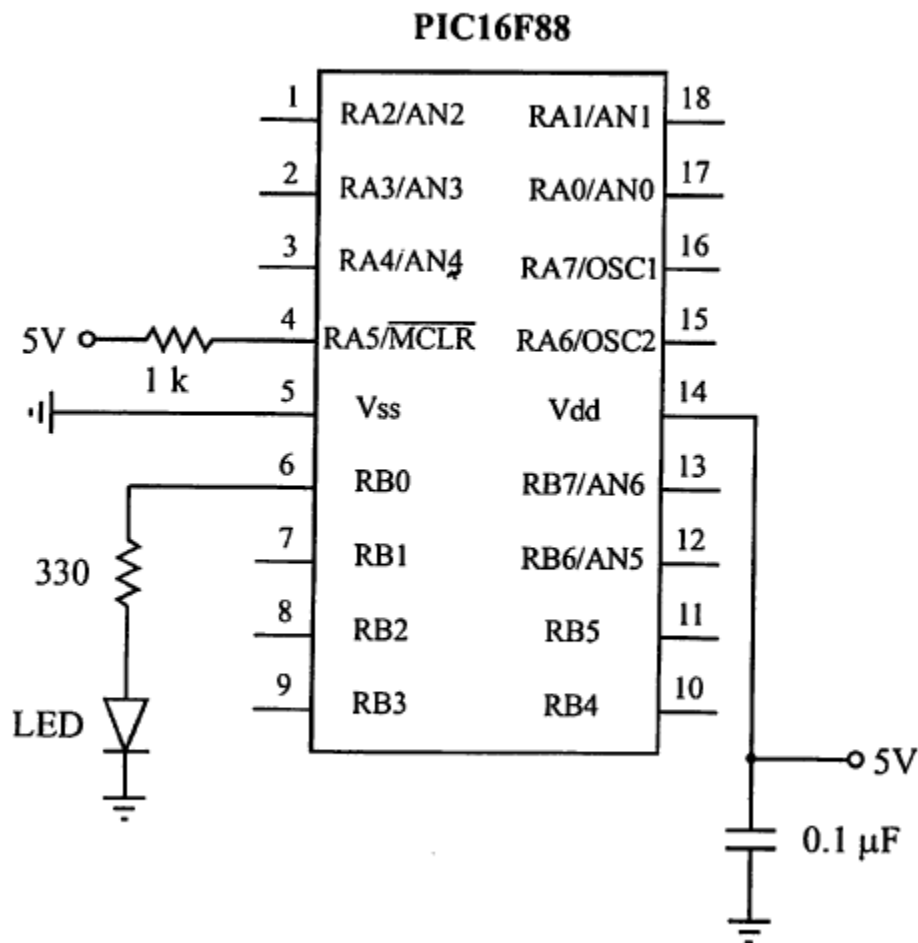 PIC16F88
1 RA2/AN2 RA1/AN1 18
2 RA3/AN3 RA0/AN0 17
3 RA4/AN4 RA7/OSC1 16
5V 1 k 4 RA5/MCLR RA6/OSC2 15
5 Vss Vdd 14
6 RB0 RB7/AN6 13
330 7 RB1 RB6/AN5 12
8 RB2 RB5 11
LED 9 RB3 RB4 10
5V
0.1 μF